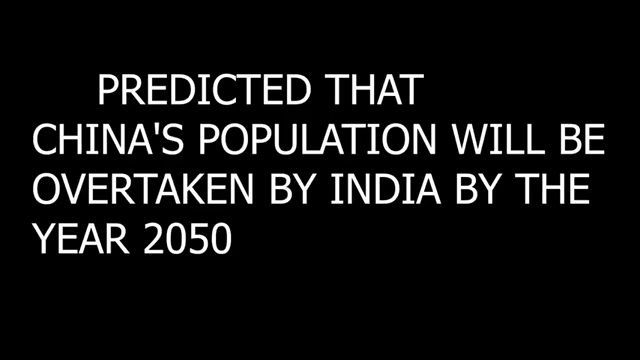 PREDICTED THAT
CHINA'S POPULATION WILL BE
OVERTAKEN BY INDIA BY THE
YEAR 2050